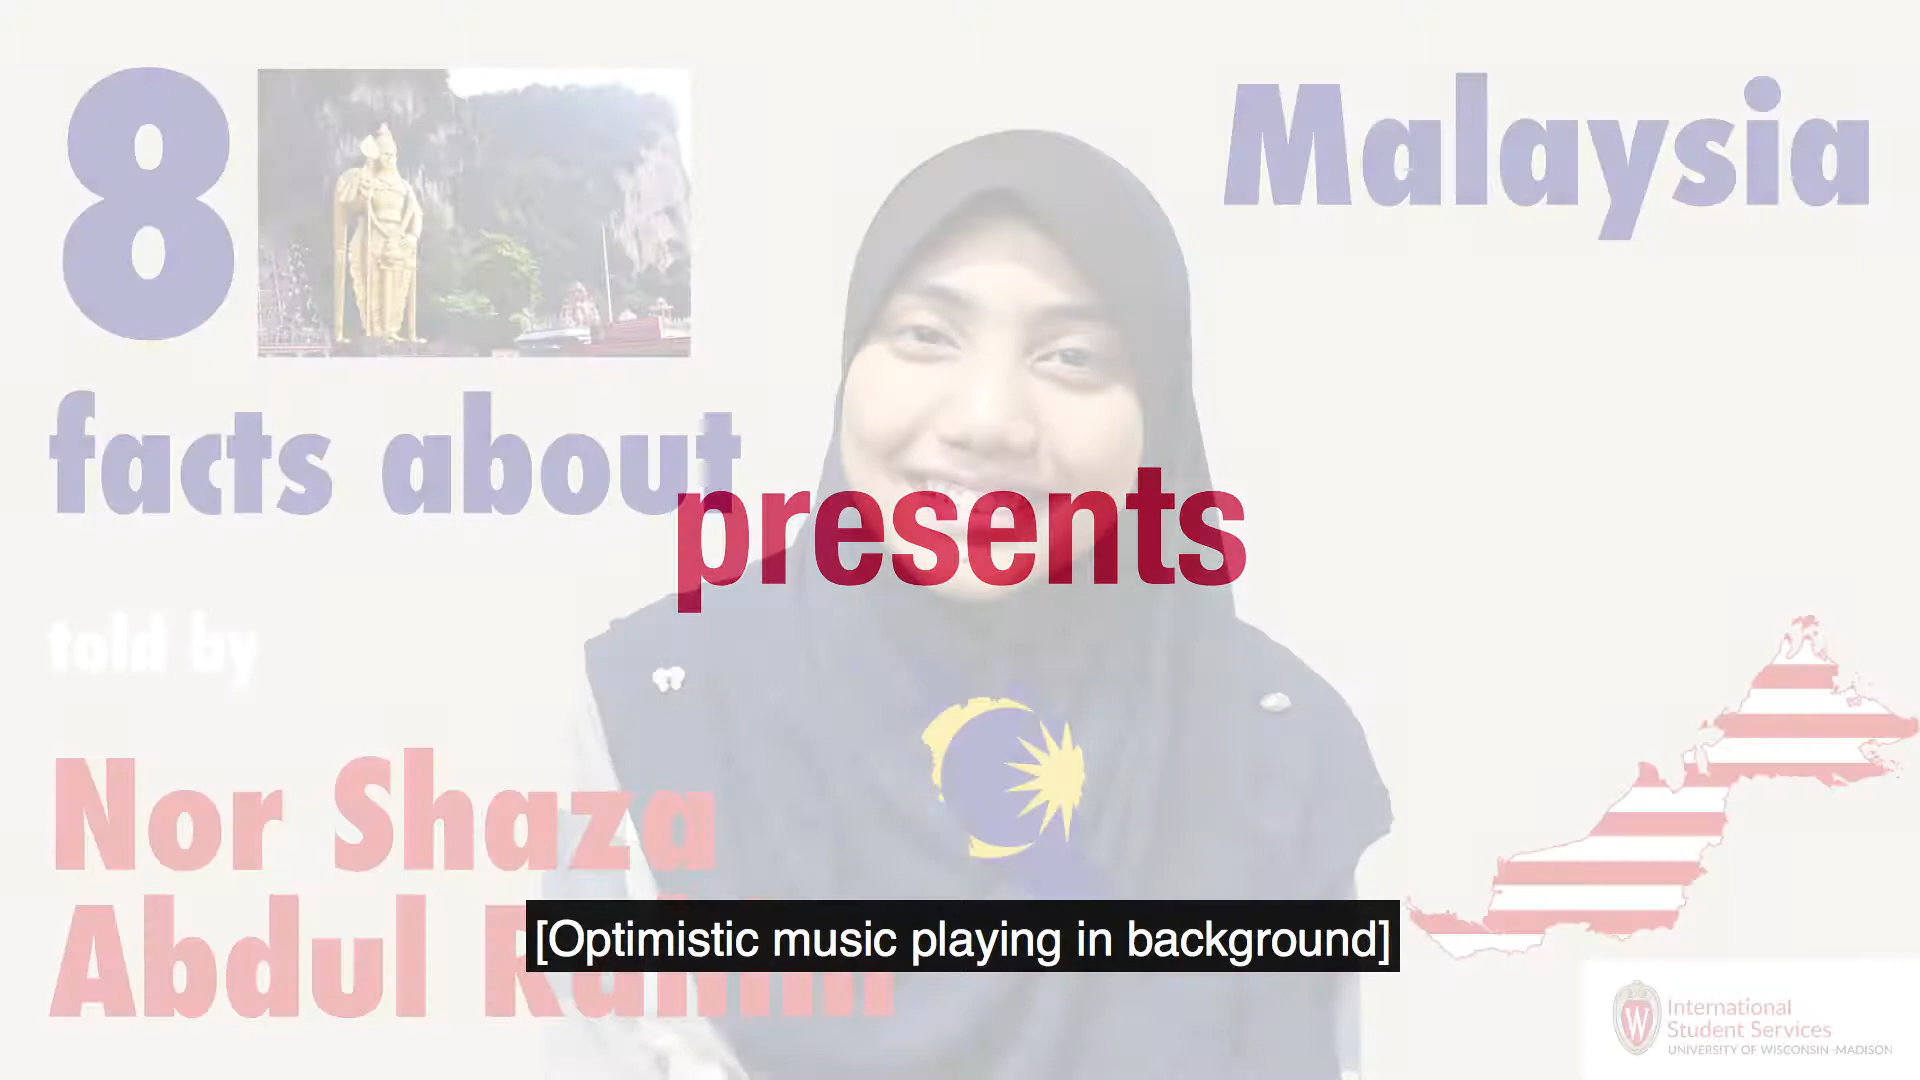 8
Malaysia
facts about
presents
told by
Nor Shaza
Abdul
[Optimistic music playing in background]
International
Student Services
UNIVERSITY OF WISCONSIN-MADISON
W